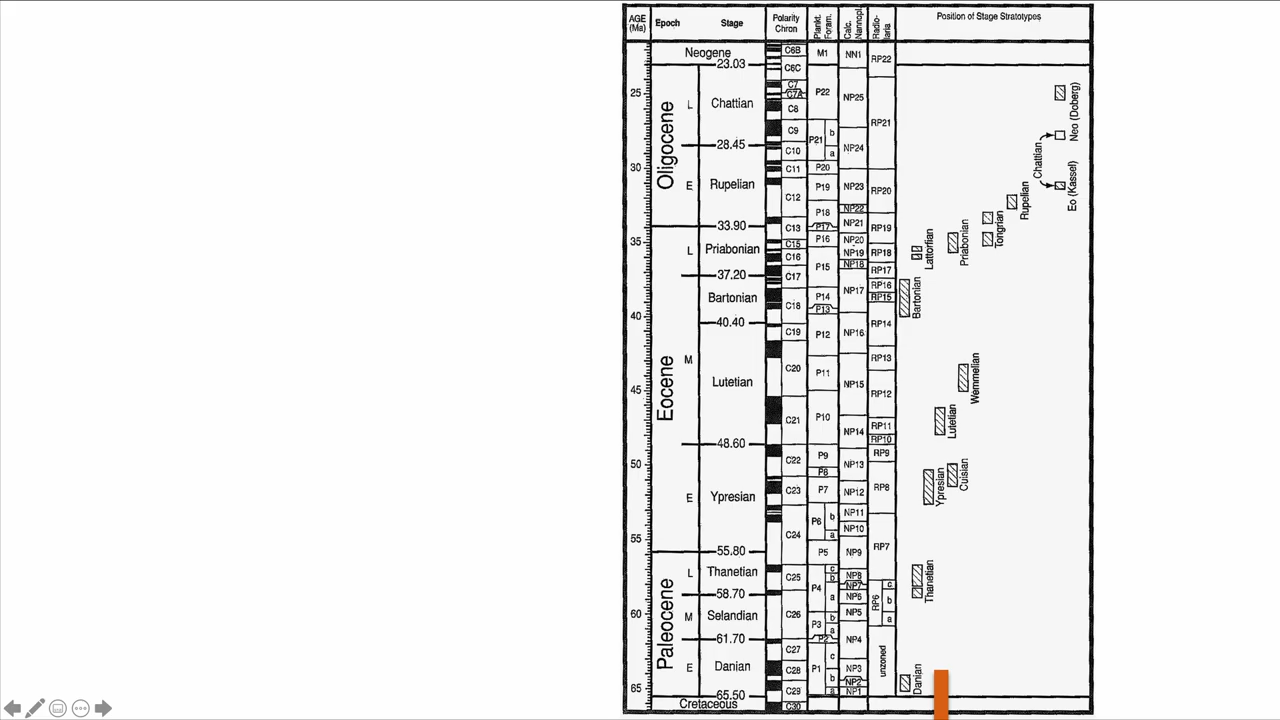 AGE (Ma) Epoch Stage Polarity Chron Plankt. Foram. Calc. Nannopl. Radiolaria Position of Stage Stratotypes
Neogene C6B M1 NN1 RP22
23.03
C6C
25 C7 P22 NP25
C7A
Oligocene L Chattian C8 RP21 Neo (Doberg)
C9 P21 b
28.45 Chattian
C10 a NP24
30 C11 P20
E Rupelian P19 NP23 RP20 Eo (Kassel)
C12 Rupelian
P18 NP22
33.90 C13 P17 NP21 RP19 Tongrian
35 C15 P16 NP20
L Priabonian C16 NP19 RP18 Lattorfian Priabonian
P15 NP18 RP17
37.20 C17
Bartonian P14 NP17 RP16 Bartonian
C18 RP15
40 P13
40.40 C19 P12 NP16 RP14
Eocene M RP13
Lutetian C20 P11 NP15 Wemmelian
45 RP12
C21 P10 RP11 Lutetian
NP14 RP10
48.60
50 C22 P9 NP13 RP9
P8 Cuisian
E Ypresian C23 P7 NP12 RP8 Ypresian
P6 b NP11
C24 NP10
55 a RP7
55.80 P5 NP9
Paleocene L Thanetian C25 P4 c NP8 Thanetian
b NP7 c
58.70 a NP6 RP6 b
60 M Selandian C26 P3 b NP5 a
a
61.70 P2 NP4
C27 P1 c unzoned
E Danian C28 b NP3 Danian
65 NP2
65.50 C29 a NP1
Cretaceous C30